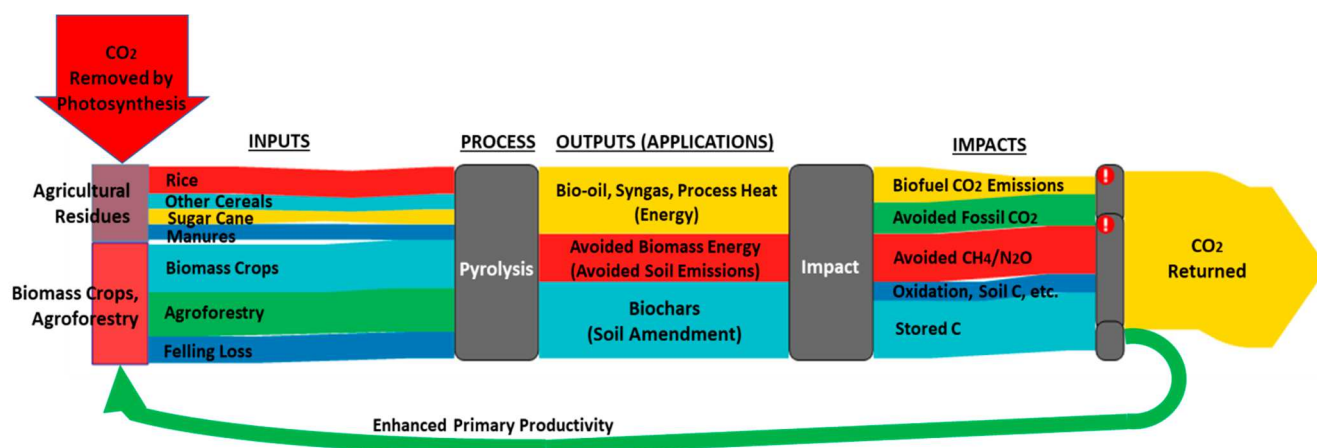 CO2
Removed by
Photosynthesis
INPUTS
PROCESS
OUTPUTS (APPLICATIONS)
IMPACTS
Agricultural
Residues
Rice
Other Cereals
Sugar Cane
Manures
Biomass Crops,
Agroforestry
Biomass Crops
Agroforestry
Felling Loss
Pyrolysis
Bio-oil, Syngas, Process Heat
(Energy)
Avoided Biomass Energy
(Avoided Soil Emissions)
Biochars
(Soil Amendment)
Impact
Biofuel CO2 Emissions
Avoided Fossil CO2
Avoided CH4/N2O
Oxidation, Soil C, etc.
Stored C
!
!
CO2
Returned
Enhanced Primary Productivity